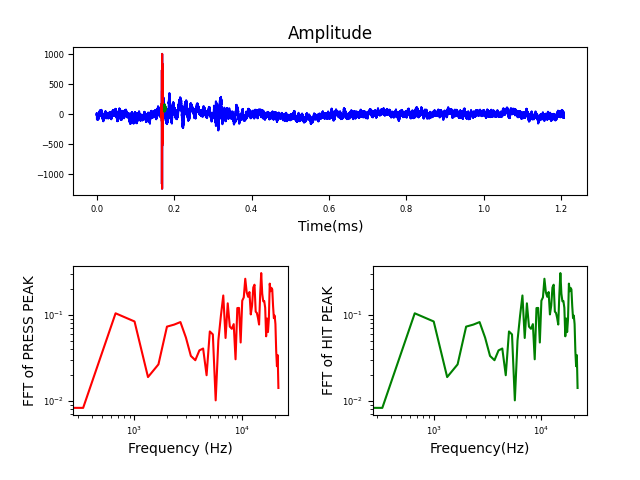 Amplitude
1000
500
0
−500
−1000
0.0 0.2 0.4 0.6 0.8 1.0 1.2
Time(ms)
FFT of PRESS PEAK
10⁻¹
10⁻²
10³ 10⁴
Frequency (Hz)
FFT of HIT PEAK
10⁻¹
10⁻²
10³ 10⁴
Frequency(Hz)